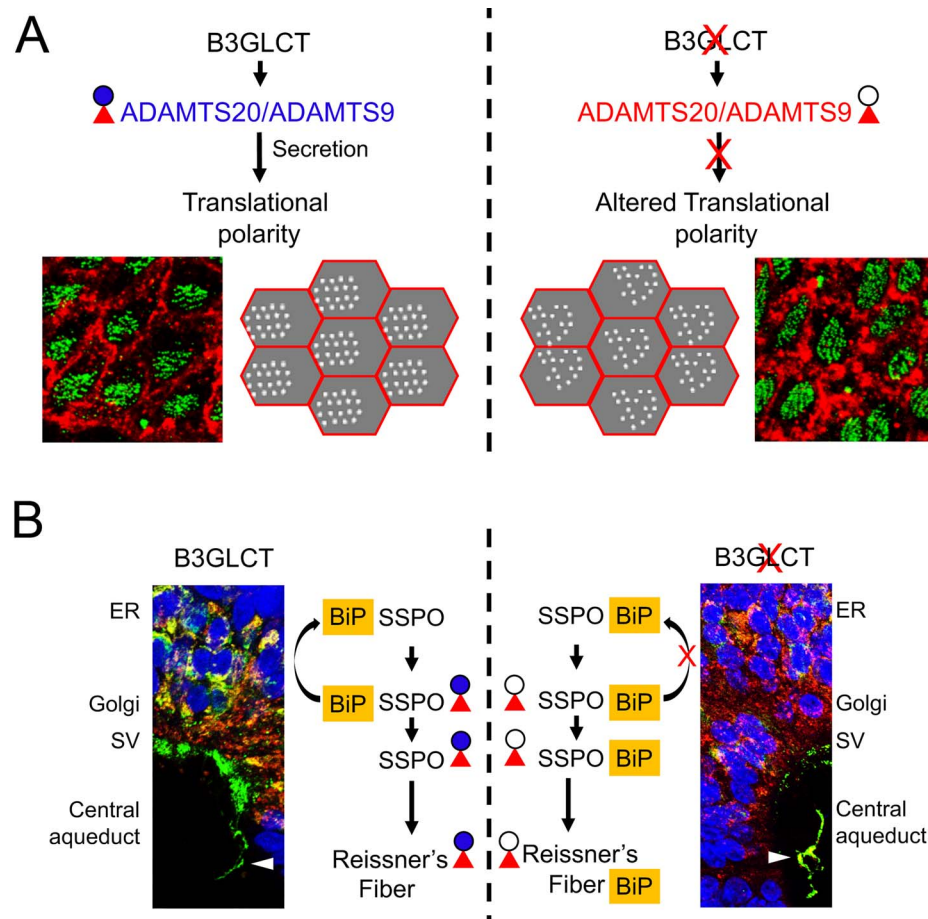 A
B3GLCT
ADAMTS20/ADAMTS9
Secretion
Translational
polarity
B3GLCT
X
ADAMTS20/ADAMTS9
X
Altered Translational
polarity
B
B3GLCT
ER
BiP SSPO
Golgi
BiP SSPO
SV
SSPO
Central
aqueduct
Reissner's
Fiber
B3GLCT
X
SSPO BiP
ER
X
SSPO BiP
Golgi
SSPO BiP
SV
Central
aqueduct
Reissner's
Fiber BiP